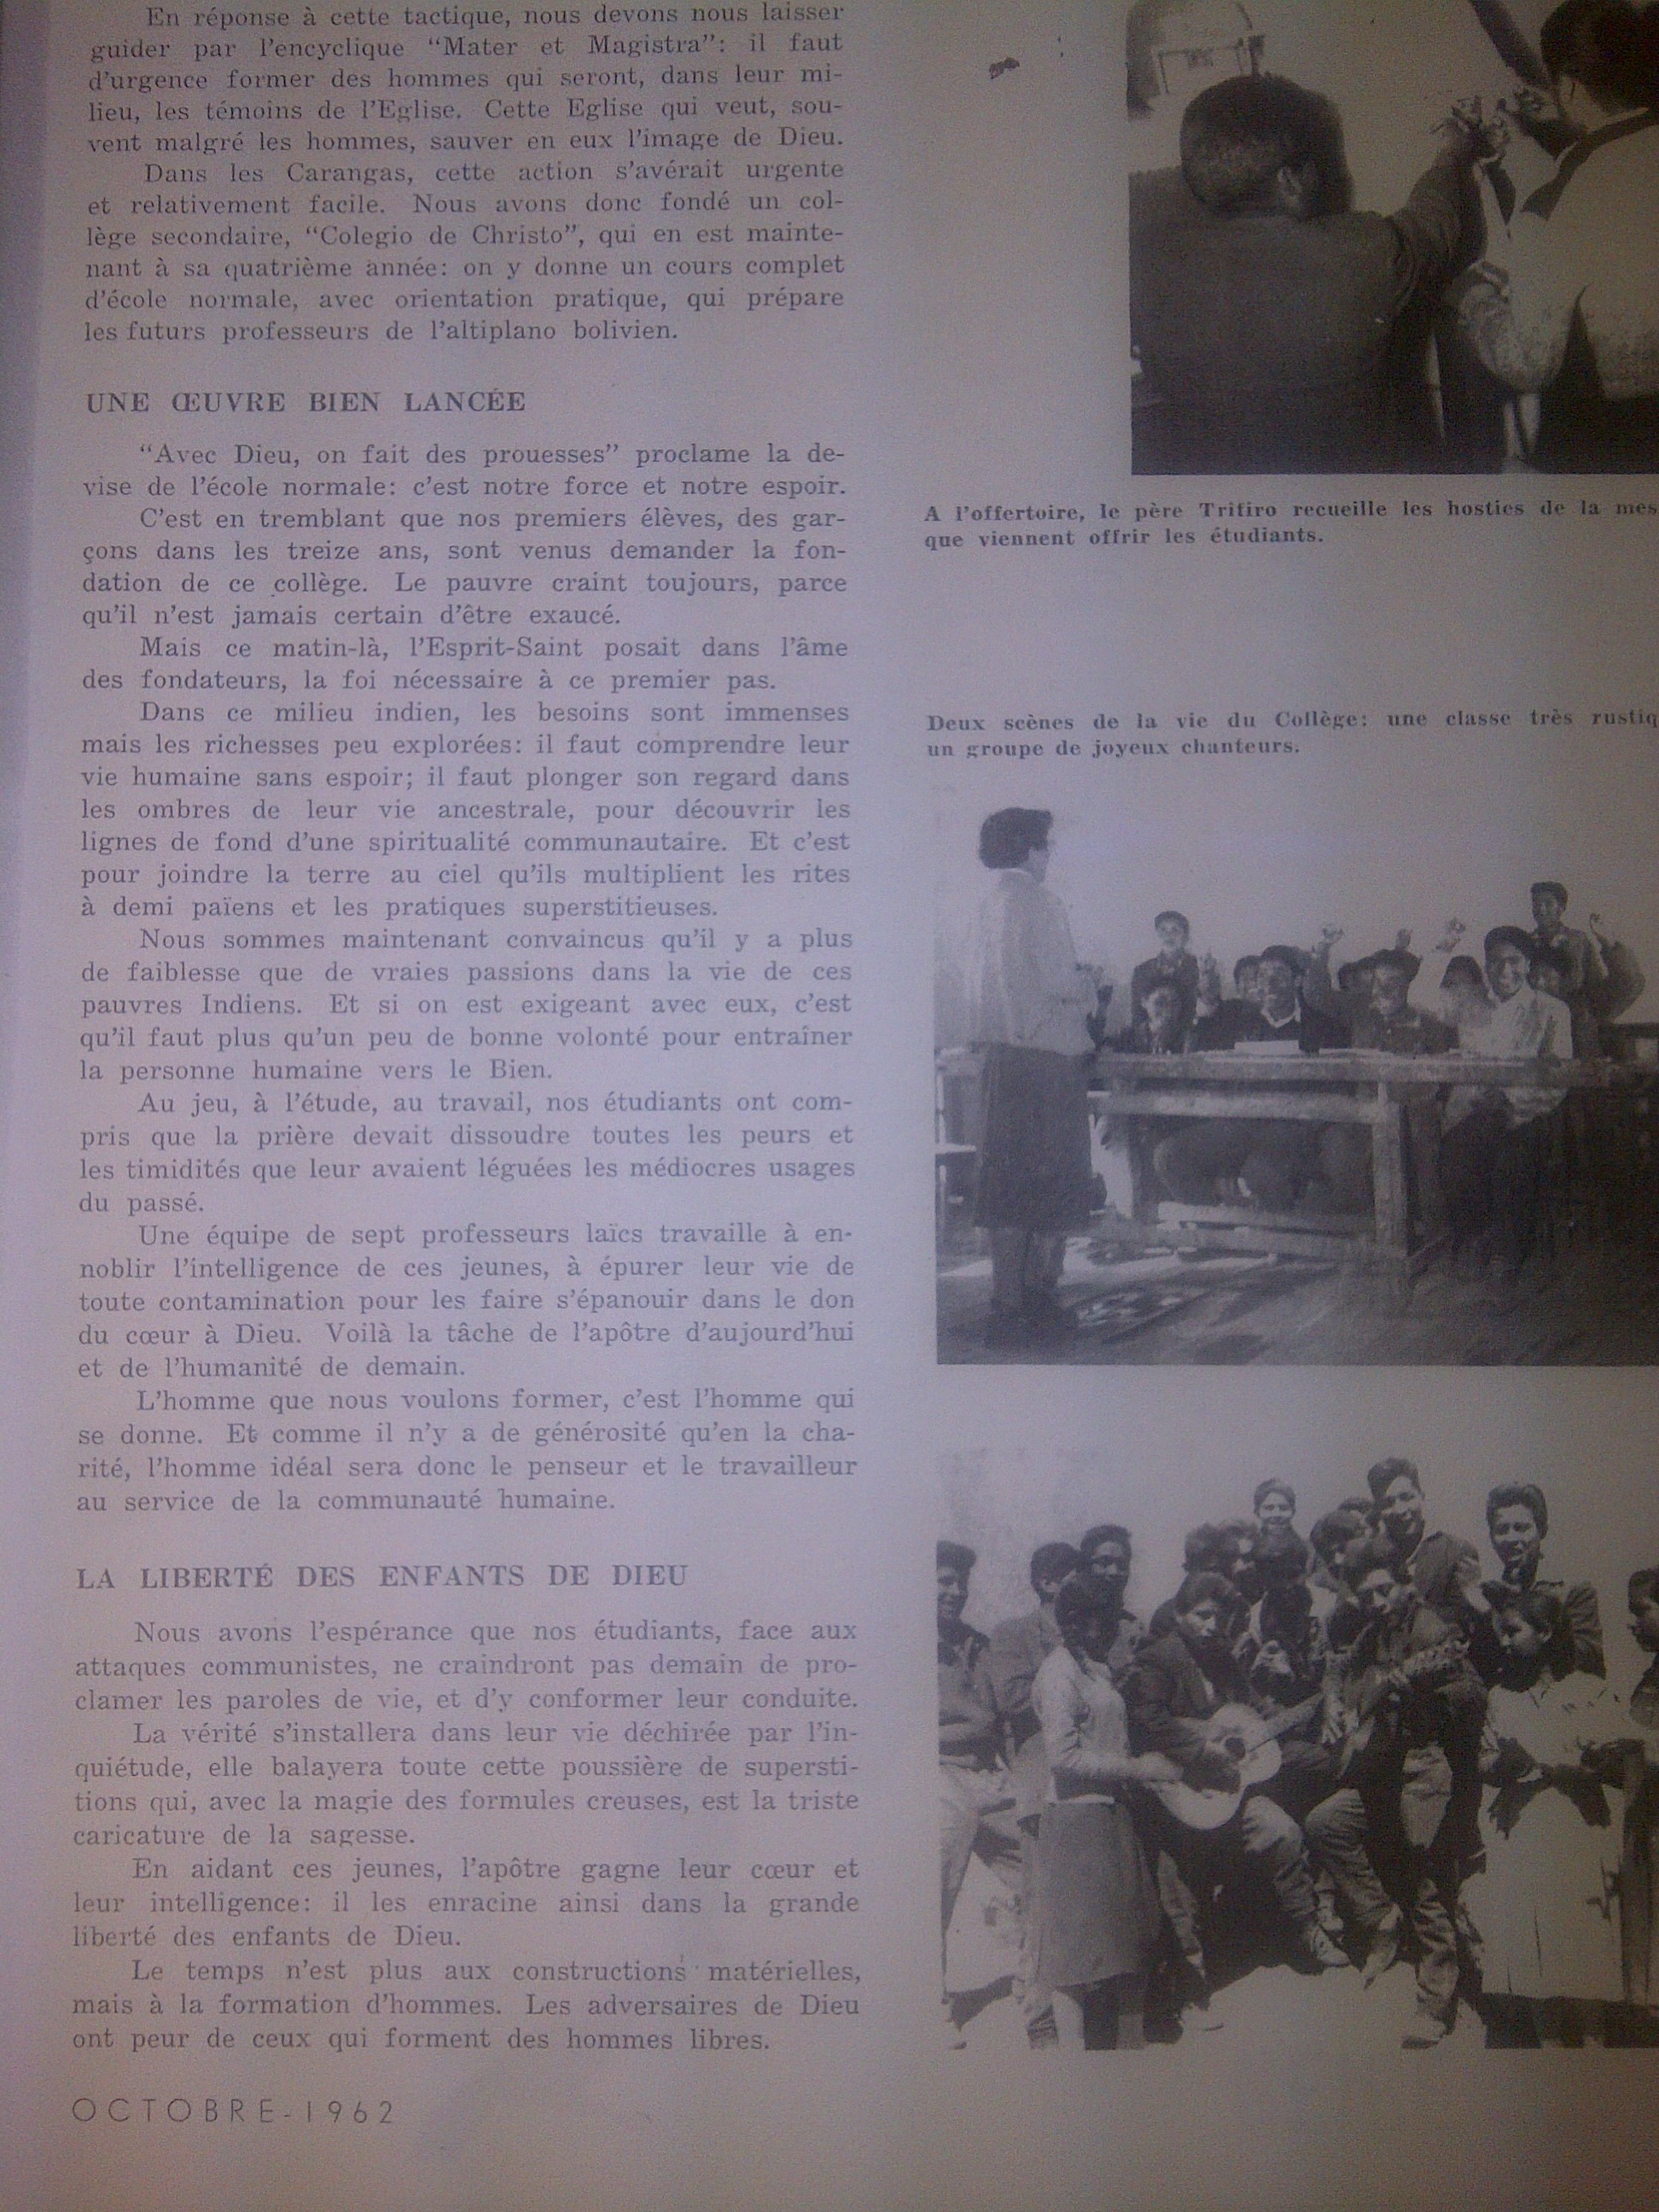 En réponse à cette tactique, nous devons nous laisser
guider par l'encyclique “Mater et Magistra”: il faut
d'urgence former des hommes qui seront, dans leur mi-
lieu, les témoins de l'Eglise. Cette Eglise qui veut, sou-
vent malgré les hommes, sauver en eux l'image de Dieu.
Dans les Carangas, cette action s'avérait urgente
et relativement facile. Nous avons donc fondé un col-
lège secondaire, “Colegio de Christo”, qui en est mainte-
nant à sa quatrième année: on y donne un cours complet
d'école normale, avec orientation pratique, qui prépare
les futurs professeurs de l'altiplano bolivien.
UNE ŒUVRE BIEN LANCÉE
“Avec Dieu, on fait des prouesses” proclame la de-
vise de l'école normale: c'est notre force et notre espoir.
C'est en tremblant que nos premiers élèves, des gar-
çons dans les treize ans, sont venus demander la fon-
dation de ce collège. Le pauvre craint toujours, parce
qu'il n'est jamais certain d'être exaucé.
Mais ce matin-là, l'Esprit-Saint posait dans l'âme
des fondateurs, la foi nécessaire à ce premier pas.
Dans ce milieu indien, les besoins sont immenses
mais les richesses peu explorées: il faut comprendre leur
vie humaine sans espoir; il faut plonger son regard dans
les ombres de leur vie ancestrale, pour découvrir les
lignes de fond d'une spiritualité communautaire. Et c'est
pour joindre la terre au ciel qu'ils multiplient les rites
à demi païens et les pratiques superstitieuses.
Nous sommes maintenant convaincus qu'il y a plus
de faiblesse que de vraies passions dans la vie de ces
pauvres Indiens. Et si on est exigeant avec eux, c'est
qu'il faut plus qu'un peu de bonne volonté pour entraîner
la personne humaine vers le Bien.
Au jeu, à l'étude, au travail, nos étudiants ont com-
pris que la prière devait dissoudre toutes les peurs et
les timidités que leur avaient léguées les médiocres usages
du passé.
Une équipe de sept professeurs laïcs travaille à en-
noblir l'intelligence de ces jeunes, à épurer leur vie de
toute contamination pour les faire s'épanouir dans le don
du cœur à Dieu. Voilà la tâche de l'apôtre d'aujourd'hui
et de l'humanité de demain.
L'homme que nous voulons former, c'est l'homme qui
se donne. Et comme il n'y a de générosité qu'en la cha-
rité, l'homme idéal sera donc le penseur et le travailleur
au service de la communauté humaine.
LA LIBERTÉ DES ENFANTS DE DIEU
Nous avons l'espérance que nos étudiants, face aux
attaques communistes, ne craindront pas demain de pro-
clamer les paroles de vie, et d'y conformer leur conduite.
La vérité s'installera dans leur vie déchirée par l'in-
quiétude, elle balayera toute cette poussière de supersti-
tions qui, avec la magie des formules creuses, est la triste
caricature de la sagesse.
En aidant ces jeunes, l'apôtre gagne leur cœur et
leur intelligence: il les enracine ainsi dans la grande
liberté des enfants de Dieu.
Le temps n'est plus aux constructions matérielles,
mais à la formation d'hommes. Les adversaires de Dieu
ont peur de ceux qui forment des hommes libres.
OCTOBRE-1962
A l'offertoire, le père Trifiro recueille les hosties de la mes
que viennent offrir les étudiants.
Deux scènes de la vie du Collège: une classe très rustiq
un groupe de joyeux chanteurs.